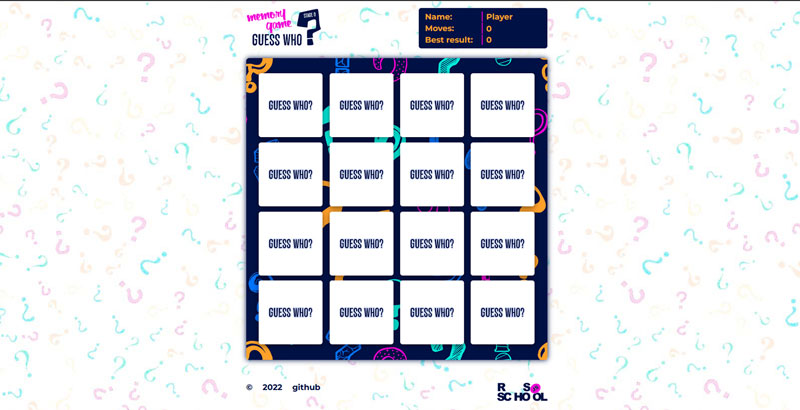 memory
game
STAGE 0
GUESS WHO
?
Name: Player
Moves: 0
Best result: 0
GUESS WHO? GUESS WHO? GUESS WHO? GUESS WHO?
GUESS WHO? GUESS WHO? GUESS WHO? GUESS WHO?
GUESS WHO? GUESS WHO? GUESS WHO? GUESS WHO?
GUESS WHO? GUESS WHO? GUESS WHO? GUESS WHO?
© 2022 github
R S
SCHOOL